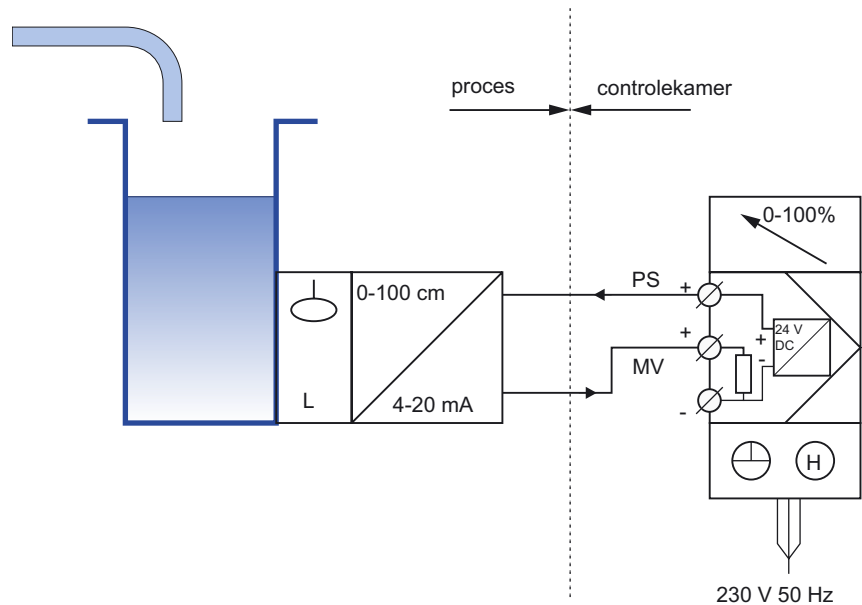 proces
controlekamer
0-100%
0-100 cm
L
4-20 mA
PS
+
+
MV
-
24 V
DC
+
-
H
230 V 50 Hz